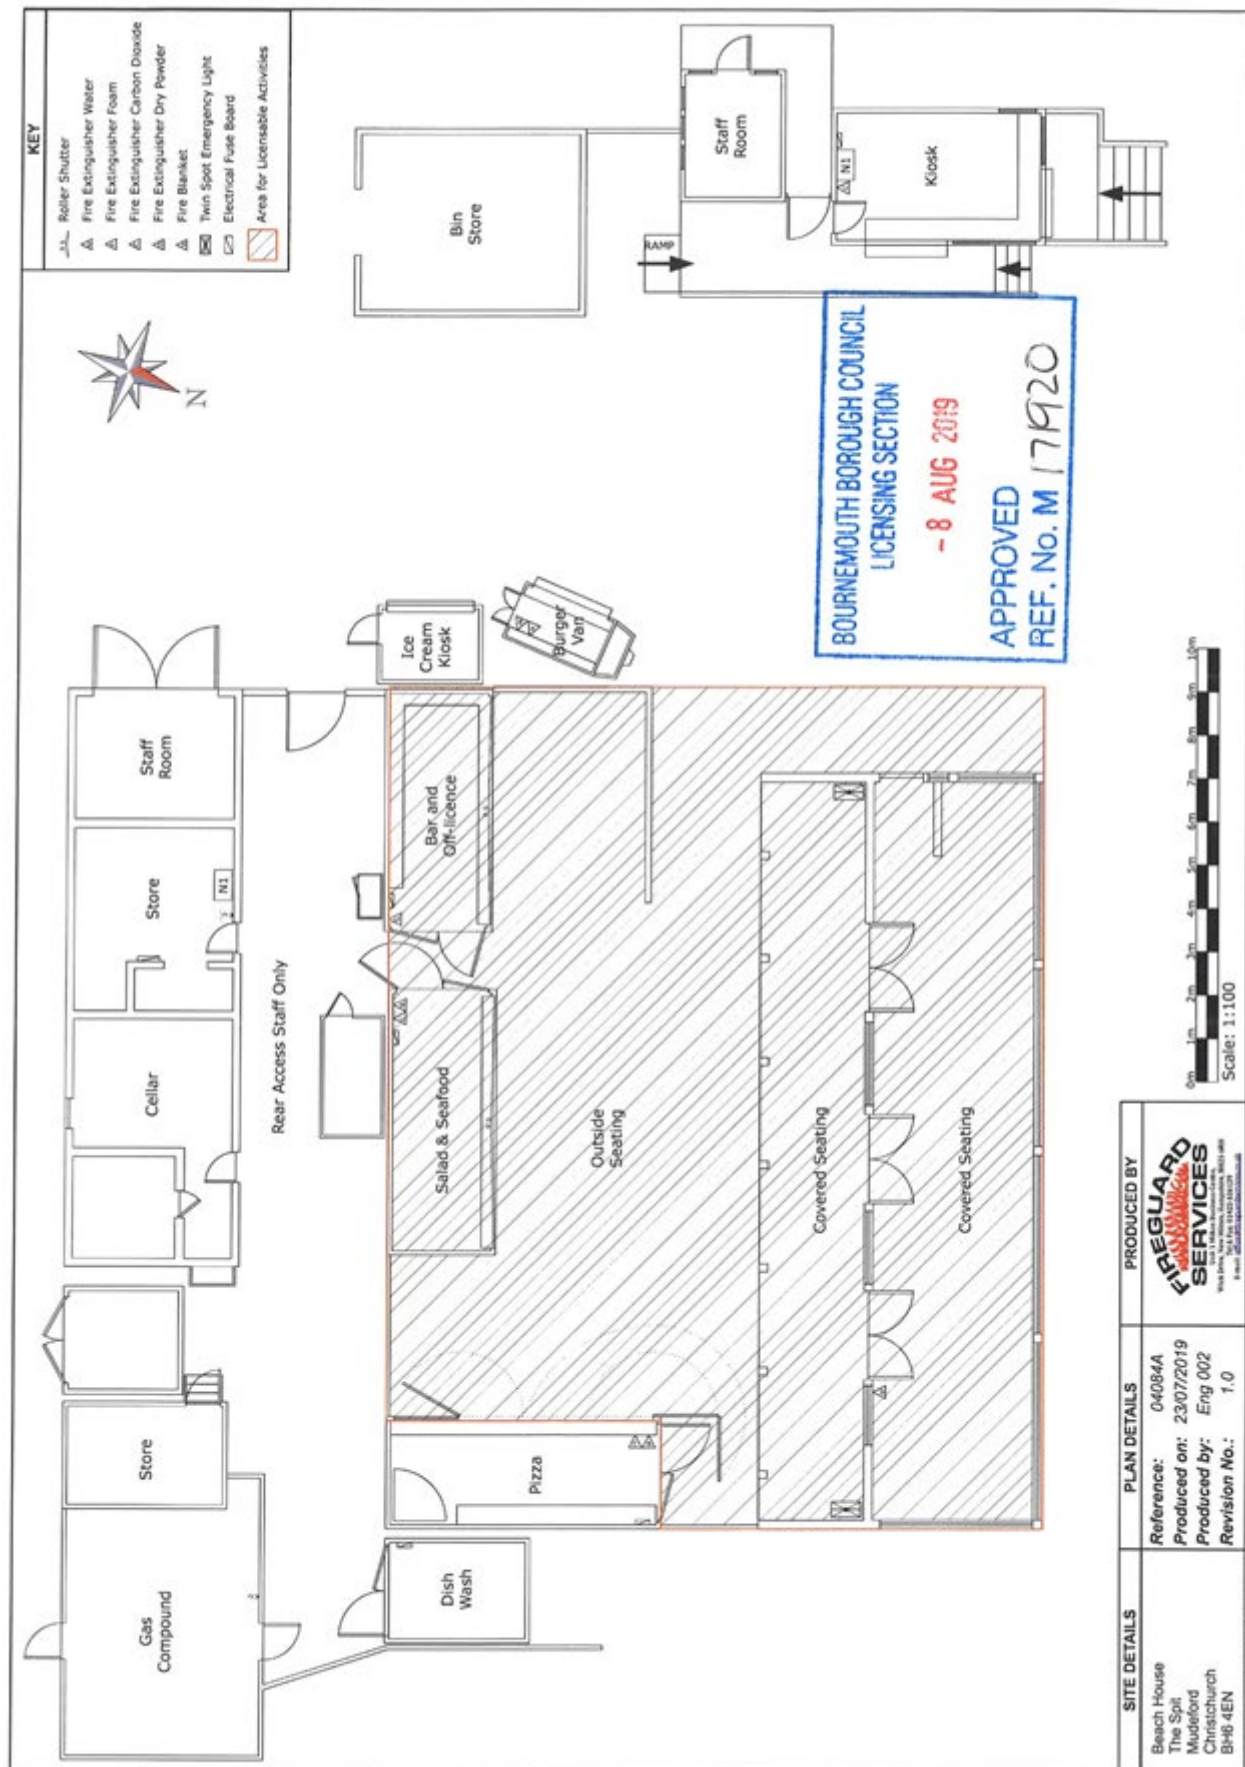 KEY
Roller Shutter
Fire Extinguisher Water
Fire Extinguisher Foam
Fire Extinguisher Carbon Dioxide
Fire Extinguisher Dry Powder
Fire Blanket
Twin Spot Emergency Light
Electrical Fuse Board
Area for Licensable Activities
N
Bin
Store
Staff
Room
Kiosk
N1
RAMP
BOURNEMOUTH BOROUGH COUNCIL
LICENSING SECTION
- 8 AUG 2019
APPROVED
REF. No. M 171920
Gas
Compound
Store
Cellar
Store
N1
Staff
Room
Rear Access Staff Only
Dish
Wash
Pizza
Salad & Seafood
Bar and
Off-licence
Ice
Cream
Kiosk
Burger
Van
Outside
Seating
Covered Seating
Covered Seating
0m 1m 2m 3m 4m 5m 6m 7m 8m 9m 10m
Scale: 1:100
SITE DETAILS
Beach House
The Spit
Mudeford
Christchurch
BH6 4EN
PLAN DETAILS
Reference: 04084A
Produced on: 23/07/2019
Produced by: Eng 002
Revision No.: 1.0
PRODUCED BY
FIREGUARD
SERVICES